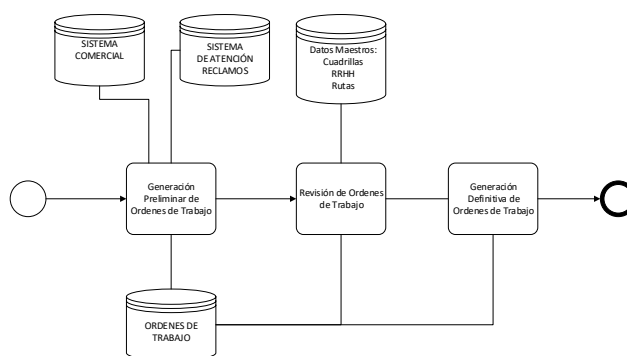 SISTEMA
COMERCIAL
SISTEMA
DE ATENCIÓN
RECLAMOS
Datos Maestros:
Cuadrillas
RRHH
Rutas
Generación
Preliminar de
Ordenes de Trabajo
Revisión de Ordenes
de Trabajo
Generación
Definitiva de
Ordenes de Trabajo
ORDENES DE
TRABAJO